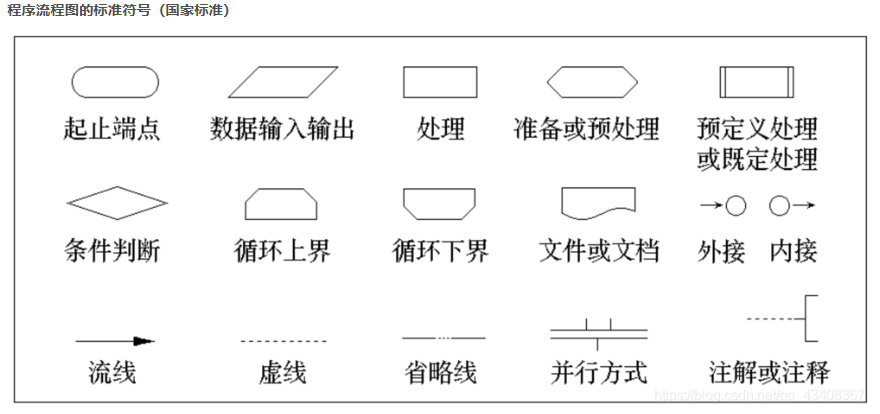 程序流程图的标准符号（国家标准）
起止端点 数据输入输出 处理 准备或预处理 预定义处理
或既定处理
条件判断 循环上界 循环下界 文件或文档 外接 内接
流线 虚线 省略线 并行方式 注解或注释
https://blog.csdn.net/qq_43408367